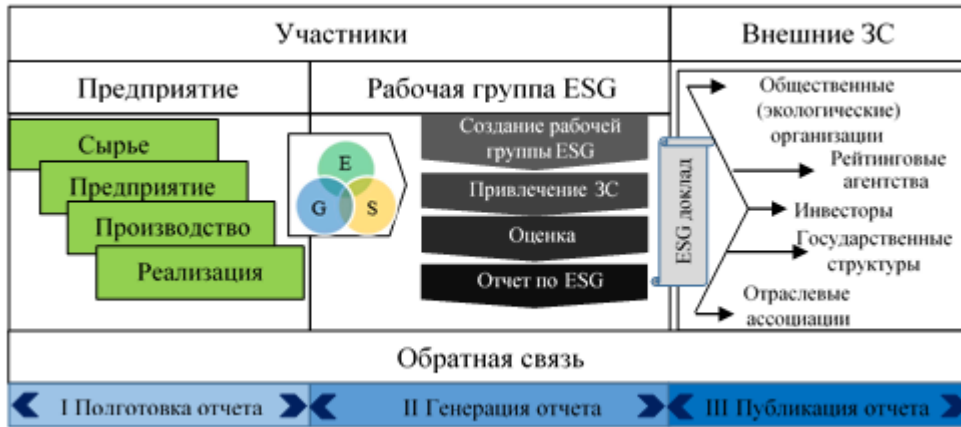 Участники
Внешние ЗС
Предприятие
Рабочая группа ESG
Сырье
Предприятие
Производство
Реализация
E
G
S
Создание рабочей
группы ESG
Привлечение ЗС
Оценка
Отчет по ESG
ESG доклад
Общественные
(экологические)
организации
Рейтинговые
агентства
Инвесторы
Государственные
структуры
Отраслевые
ассоциации
Обратная связь
I Подготовка отчета
II Генерация отчета
III Публикация отчета